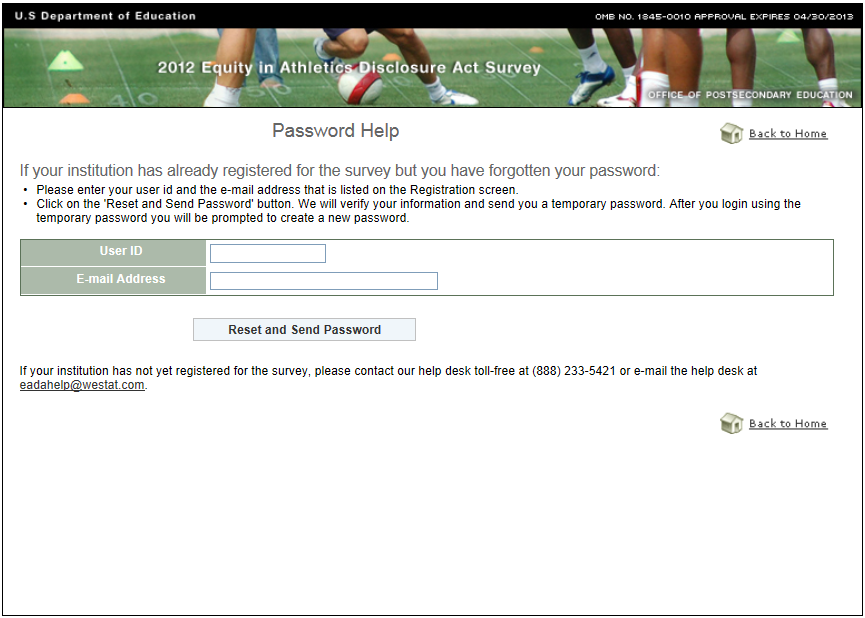 U.S Department of Education
OMB NO. 1845-0010 APPROVAL EXPIRES 04/30/2013
2012 Equity in Athletics Disclosure Act Survey
OFFICE OF POSTSECONDARY EDUCATION
Password Help
Back to Home
If your institution has already registered for the survey but you have forgotten your password:
• Please enter your user id and the e-mail address that is listed on the Registration screen.
• Click on the 'Reset and Send Password' button. We will verify your information and send you a temporary password. After you login using the
temporary password you will be prompted to create a new password.
User ID
E-mail Address
Reset and Send Password
If your institution has not yet registered for the survey, please contact our help desk toll-free at (888) 233-5421 or e-mail the help desk at
eadahelp@westat.com.
Back to Home